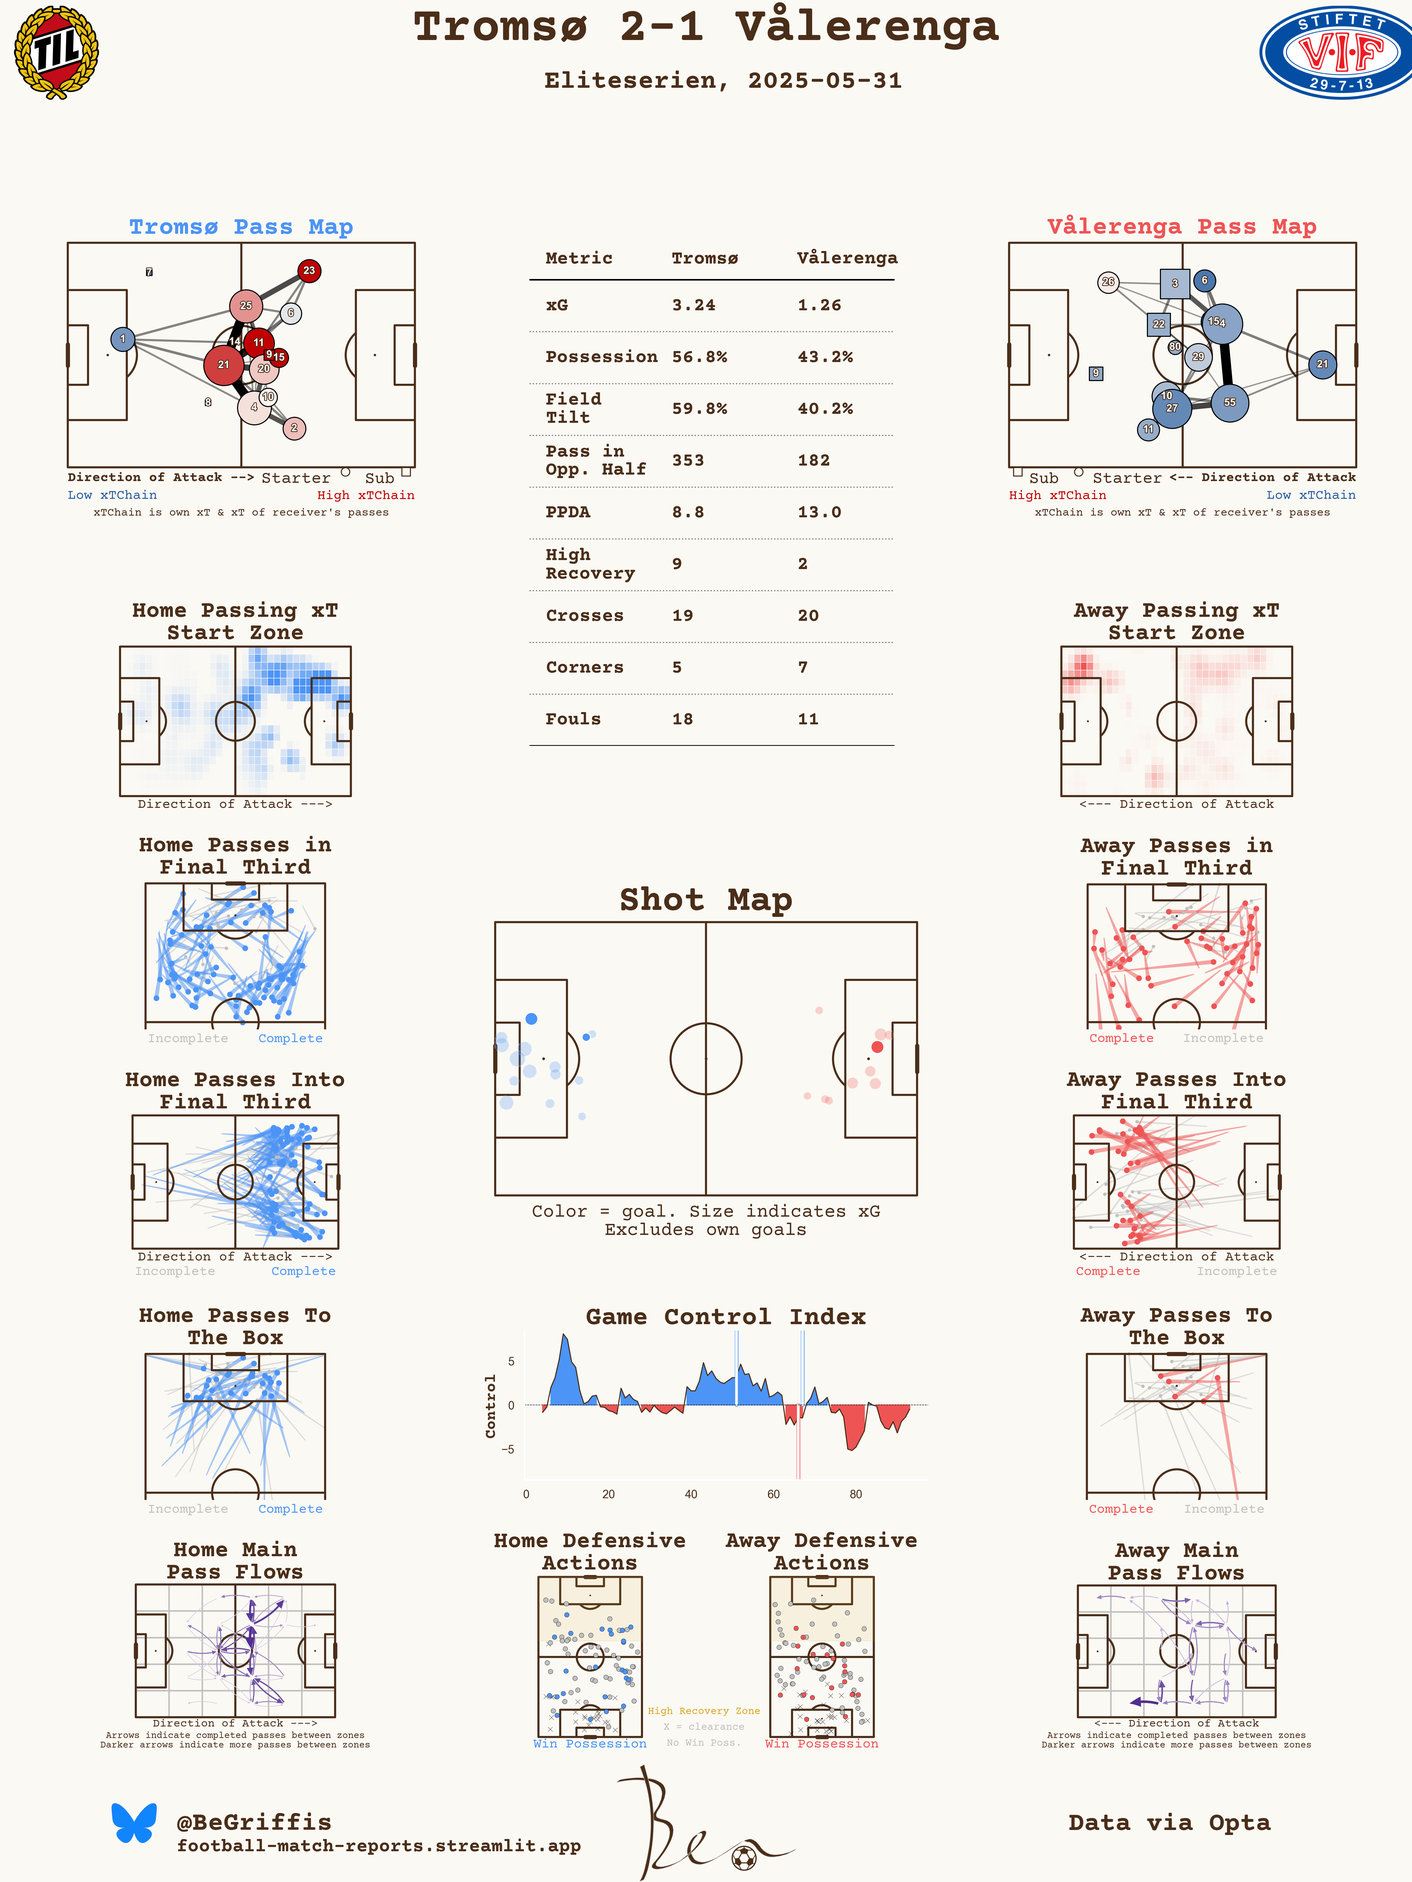 Tromsø 2-1 Vålerenga
Eliteserien, 2025-05-31
TIL
STIFTET
V·I·F
29-7-13
Tromsø Pass Map
7
23
25
6
1
14
11
9
15
21
20
10
8
4
2
Direction of Attack --> Starter Sub
Low xTChain High xTChain
xTChain is own xT & xT of receiver's passes
Metric Tromsø Vålerenga
xG 3.24 1.26
Possession 56.8% 43.2%
Field
Tilt 59.8% 40.2%
Pass in
Opp. Half 353 182
PPDA 8.8 13.0
High
Recovery 9 2
Crosses 19 20
Corners 5 7
Fouls 18 11
Vålerenga Pass Map
26
3
6
22
15
4
80
29
21
9
10
27
55
11
Sub Starter <-- Direction of Attack
High xTChain Low xTChain
xTChain is own xT & xT of receiver's passes
Home Passing xT
Start Zone
Direction of Attack --->
Away Passing xT
Start Zone
<--- Direction of Attack
Home Passes in
Final Third
Incomplete Complete
Away Passes in
Final Third
Complete Incomplete
Shot Map
Color = goal. Size indicates xG
Excludes own goals
Home Passes Into
Final Third
Direction of Attack --->
Incomplete Complete
Away Passes Into
Final Third
<--- Direction of Attack
Complete Incomplete
Home Passes To
The Box
Incomplete Complete
Game Control Index
Control
5
0
−5
0 20 40 60 80
Away Passes To
The Box
Complete Incomplete
Home Main
Pass Flows
Direction of Attack --->
Arrows indicate completed passes between zones
Darker arrows indicate more passes between zones
Home Defensive
Actions
Win Possession
Away Defensive
Actions
Win Possession
High Recovery Zone
X = clearance
No Win Poss.
Away Main
Pass Flows
<--- Direction of Attack
Arrows indicate completed passes between zones
Darker arrows indicate more passes between zones
@BeGriffis
football-match-reports.streamlit.app
Ben
Data via Opta